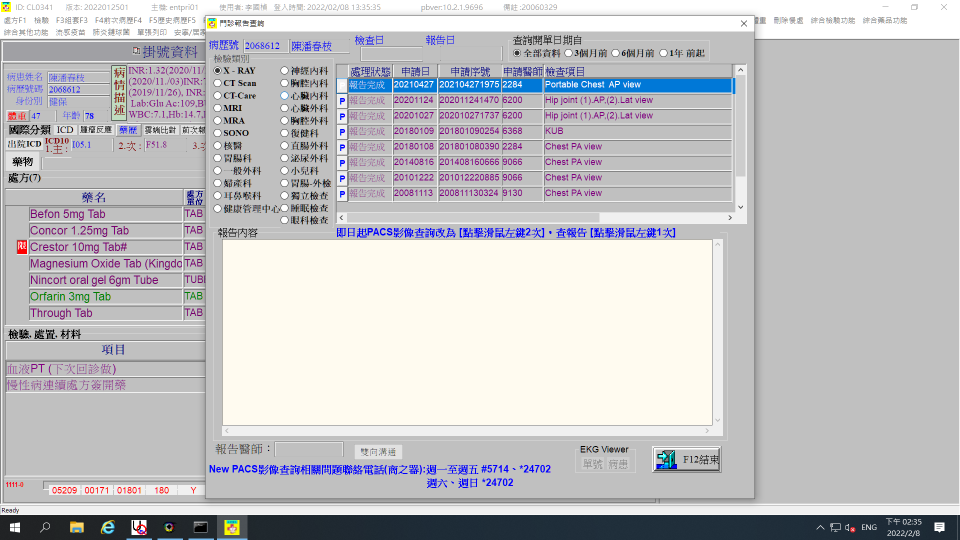 ID: CL0341 版本: 2022012501 主機: entpri01 使用者: 李國禎 登入時間: 2022/02/08 13:35:35 pbver:10.2.1.9004 備註 :20060329
處方F1 檢驗 F3組套F3 F4前次病歷F4 F5歷史病歷F5
刪除餐處 綜合檢驗功能 綜合藥品功能
綜合其他功能 流感疫苗 篩炎鏈球菌 單張列印
掛號資料
病患姓名 陳潘春枝
病歷號碼 2068612
身份別 健保
體重 47 年齡 78
病情描述
INR:1.32(2020/11/
(2020/11/03)INR:7
(2019/11/26), INR
Lab:Glu Ac:109,B
WBC:7.1,Hb:14.7,
國際分類 ICD 腫瘤反應 藥歷 雲端比對
出院ICD ICD10 1.主: I05.1 2.次: F51.8 3.
藥物
處方(7)
藥名 處方單位
Befon 5mg Tab TAB
Concor 1.25mg Tab TAB
限 Crestor 10mg Tab# TAB
Magnesium Oxide Tab (Kingdo TAB
Nincort oral gel 6gm Tube TUBE
Orfarin 3mg Tab TAB
Through Tab TAB
檢驗, 處置, 材料
項目
血液PT (下次回診做)
慢性病連續處方簽開藥
1111-0 05209 00171 01801 180 Y
Ready
門診報告查詢
病歷號 2068612 陳潘春枝 檢查日 報告日 查詢開單日期自
全部資料 3個月前 6個月前 1年 前起
檢驗類別
X - RAY 神經內科
CT Scan 胸腔內科
CT-Care 心臟內科
MRI 心臟外科
MRA 胸腔外科
SONO 復健科
核醫 直腸外科
胃腸科 泌尿外科
一般外科 小兒科
婦產科 胃腸-外檢
耳鼻喉科 獨立檢查
健康管理中心 睡眠檢查
眼科檢查
處理狀態 申請日 申請序號 申請醫師 檢查項目
報告完成 20210427 202104271975 2284 Portable Chest AP view
P 報告完成 20201124 202011241470 6200 Hip joint (1).AP,(2).Lat view
P 報告完成 20201027 202010271737 6200 Hip joint (1).AP,(2).Lat view
P 報告完成 20180109 201801090254 6368 KUB
P 報告完成 20180108 201801080390 2284 Chest PA view
P 報告完成 20140816 201408160666 9066 Chest PA view
P 報告完成 20101222 201012220885 9066 Chest PA view
P 報告完成 20081113 200811130324 9130 Chest PA view
報告內容 即日起PACS影像查詢改為 [點擊滑鼠左鍵2次]，查報告 [點擊滑鼠左鍵1次]
報告醫師： 雙向溝通 EKG Viewer 單號 病患 F12結束
New PACS影像查詢相關問題聯絡電話(商之器):週一至週五 #5714、*24702
週六、週日 *24702
ENG 下午 02:35
2022/2/8